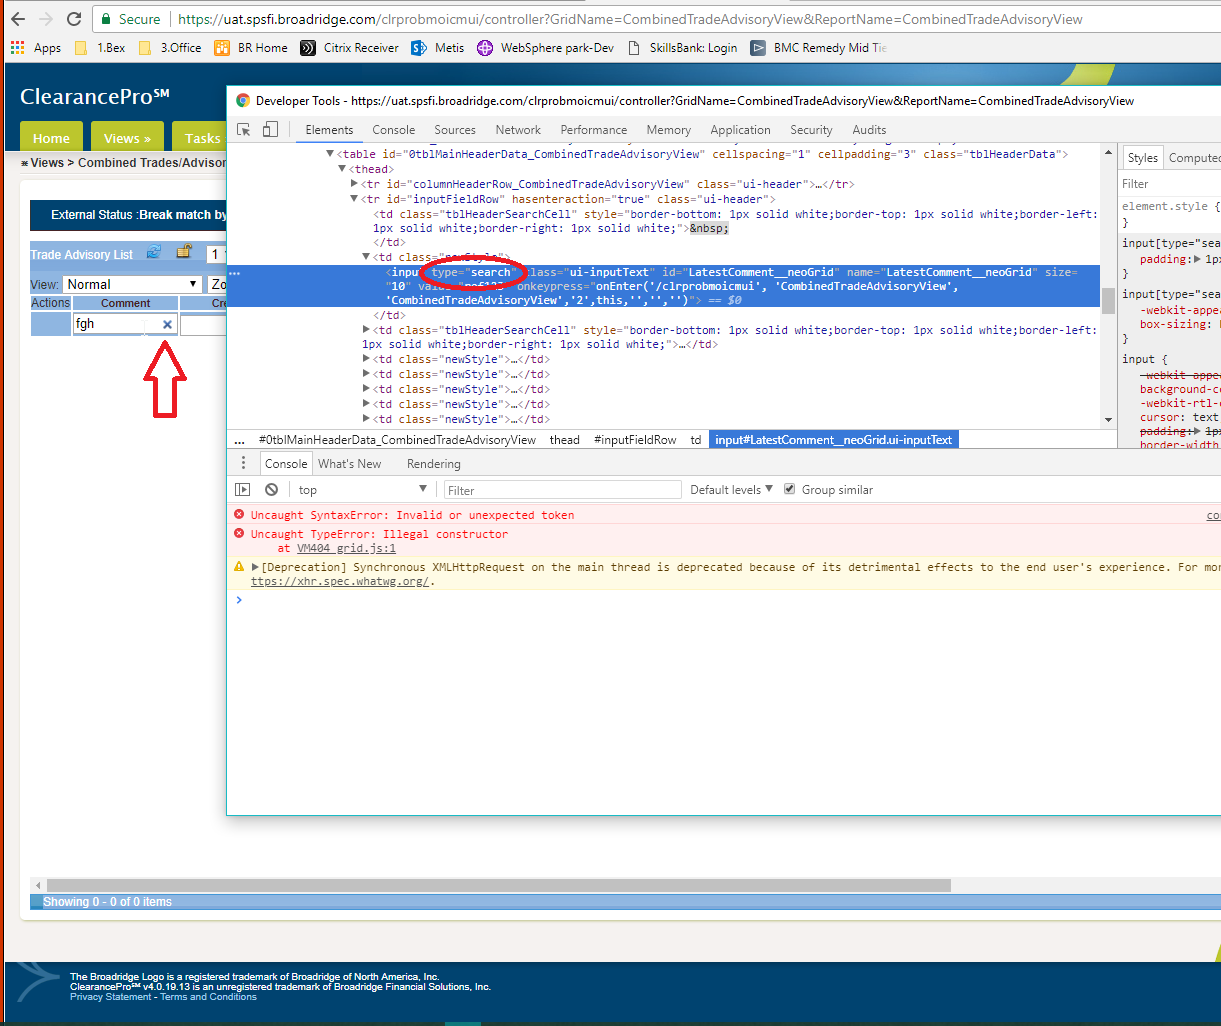 Secure | https://uat.spsfi.broadridge.com/clrprobmoicmui/controller?GridName=CombinedTradeAdvisoryView&ReportName=CombinedTradeAdvisoryView
Apps 1.Bex 3.Office BR Home Citrix Receiver Metis WebSphere park-Dev SkillsBank: Login BMC Remedy Mid Tie
ClearancePro℠
Home Views » Tasks
» Views > Combined Trades/Advisor
External Status :Break match by
Trade Advisory List 1
View: Normal Zo
Actions Comment Cre
fgh ×
Developer Tools - https://uat.spsfi.broadridge.com/clrprobmoicmui/controller?GridName=CombinedTradeAdvisoryView&ReportName=CombinedTradeAdvisoryView
Elements Console Sources Network Performance Memory Application Security Audits
▼<table id="0tblMainHeaderData_CombinedTradeAdvisoryView" cellspacing="1" cellpadding="3" class="tblHeaderData">
▼<thead>
▶<tr id="columnHeaderRow_CombinedTradeAdvisoryView" class="ui-header">…</tr>
▼<tr id="inputFieldRow" hasenteraction="true" class="ui-header">
<td class="tblHeaderSearchCell" style="border-bottom: 1px solid white;border-top: 1px solid white;border-left:
1px solid white;border-right: 1px solid white;">&nbsp;
</td>
▼<td class="newStyle">
<input type="search" class="ui-inputText" id="LatestComment__neoGrid" name="LatestComment__neoGrid" size=
"10" onkeypress="onEnter('/clrprobmoicmui', 'CombinedTradeAdvisoryView',
'CombinedTradeAdvisoryView','2',this,'','','')"> == $0
</td>
▶<td class="tblHeaderSearchCell" style="border-bottom: 1px solid white;border-top: 1px solid white;border-left:
1px solid white;border-right: 1px solid white;">…</td>
▶<td class="newStyle">…</td>
▶<td class="newStyle">…</td>
▶<td class="newStyle">…</td>
▶<td class="newStyle">…</td>
▶<td class="newStyle">…</td>
... #0tblMainHeaderData_CombinedTradeAdvisoryView thead #inputFieldRow td input#LatestComment__neoGrid.ui-inputText
Styles Computed
Filter
element.style {
}
input[type="sea
padding:▶ 1px
}
input[type="sea
-webkit-appea
box-sizing:
}
input {
-webkit-appea
background-co
-webkit-rtl-o
cursor: text
padding:▶ 1px
border-width
Console What's New Rendering
top ▼ Filter Default levels ▼ Group similar
Uncaught SyntaxError: Invalid or unexpected token co
Uncaught TypeError: Illegal constructor
at VM404 grid.js:1
▶[Deprecation] Synchronous XMLHttpRequest on the main thread is deprecated because of its detrimental effects to the end user's experience. For mor
ttps://xhr.spec.whatwg.org/.
>
Showing 0 - 0 of 0 items
The Broadridge Logo is a registered trademark of Broadridge of North America, Inc.
ClearancePro℠ v4.0.19.13 is an unregistered trademark of Broadridge Financial Solutions, Inc.
Privacy Statement - Terms and Conditions